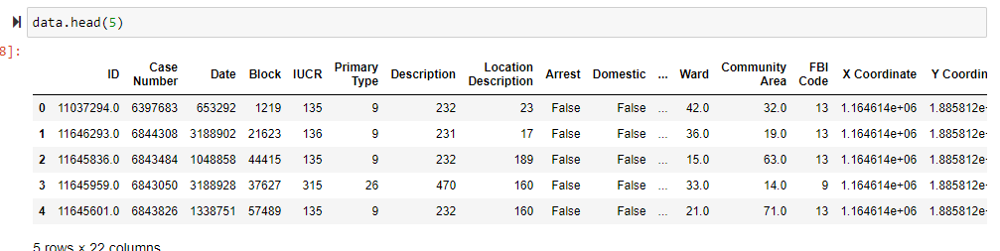 data.head(5)
8]:
ID Case Number Date Block IUCR Primary Type Description Location Description Arrest Domestic ... Ward Community Area FBI Code X Coordinate Y Coordin
0 11037294.0 6397683 653292 1219 135 9 232 23 False False ... 42.0 32.0 13 1.164614e+06 1.885812e
1 11646293.0 6844308 3188902 21623 136 9 231 17 False False ... 36.0 19.0 13 1.164614e+06 1.885812e
2 11645836.0 6843484 1048858 44415 135 9 232 189 False False ... 15.0 63.0 13 1.164614e+06 1.885812e
3 11645959.0 6843050 3188928 37627 315 26 470 160 False False ... 33.0 14.0 9 1.164614e+06 1.885812e
4 11645601.0 6843826 1338751 57489 135 9 232 160 False False ... 21.0 71.0 13 1.164614e+06 1.885812e
5 rows × 22 columns